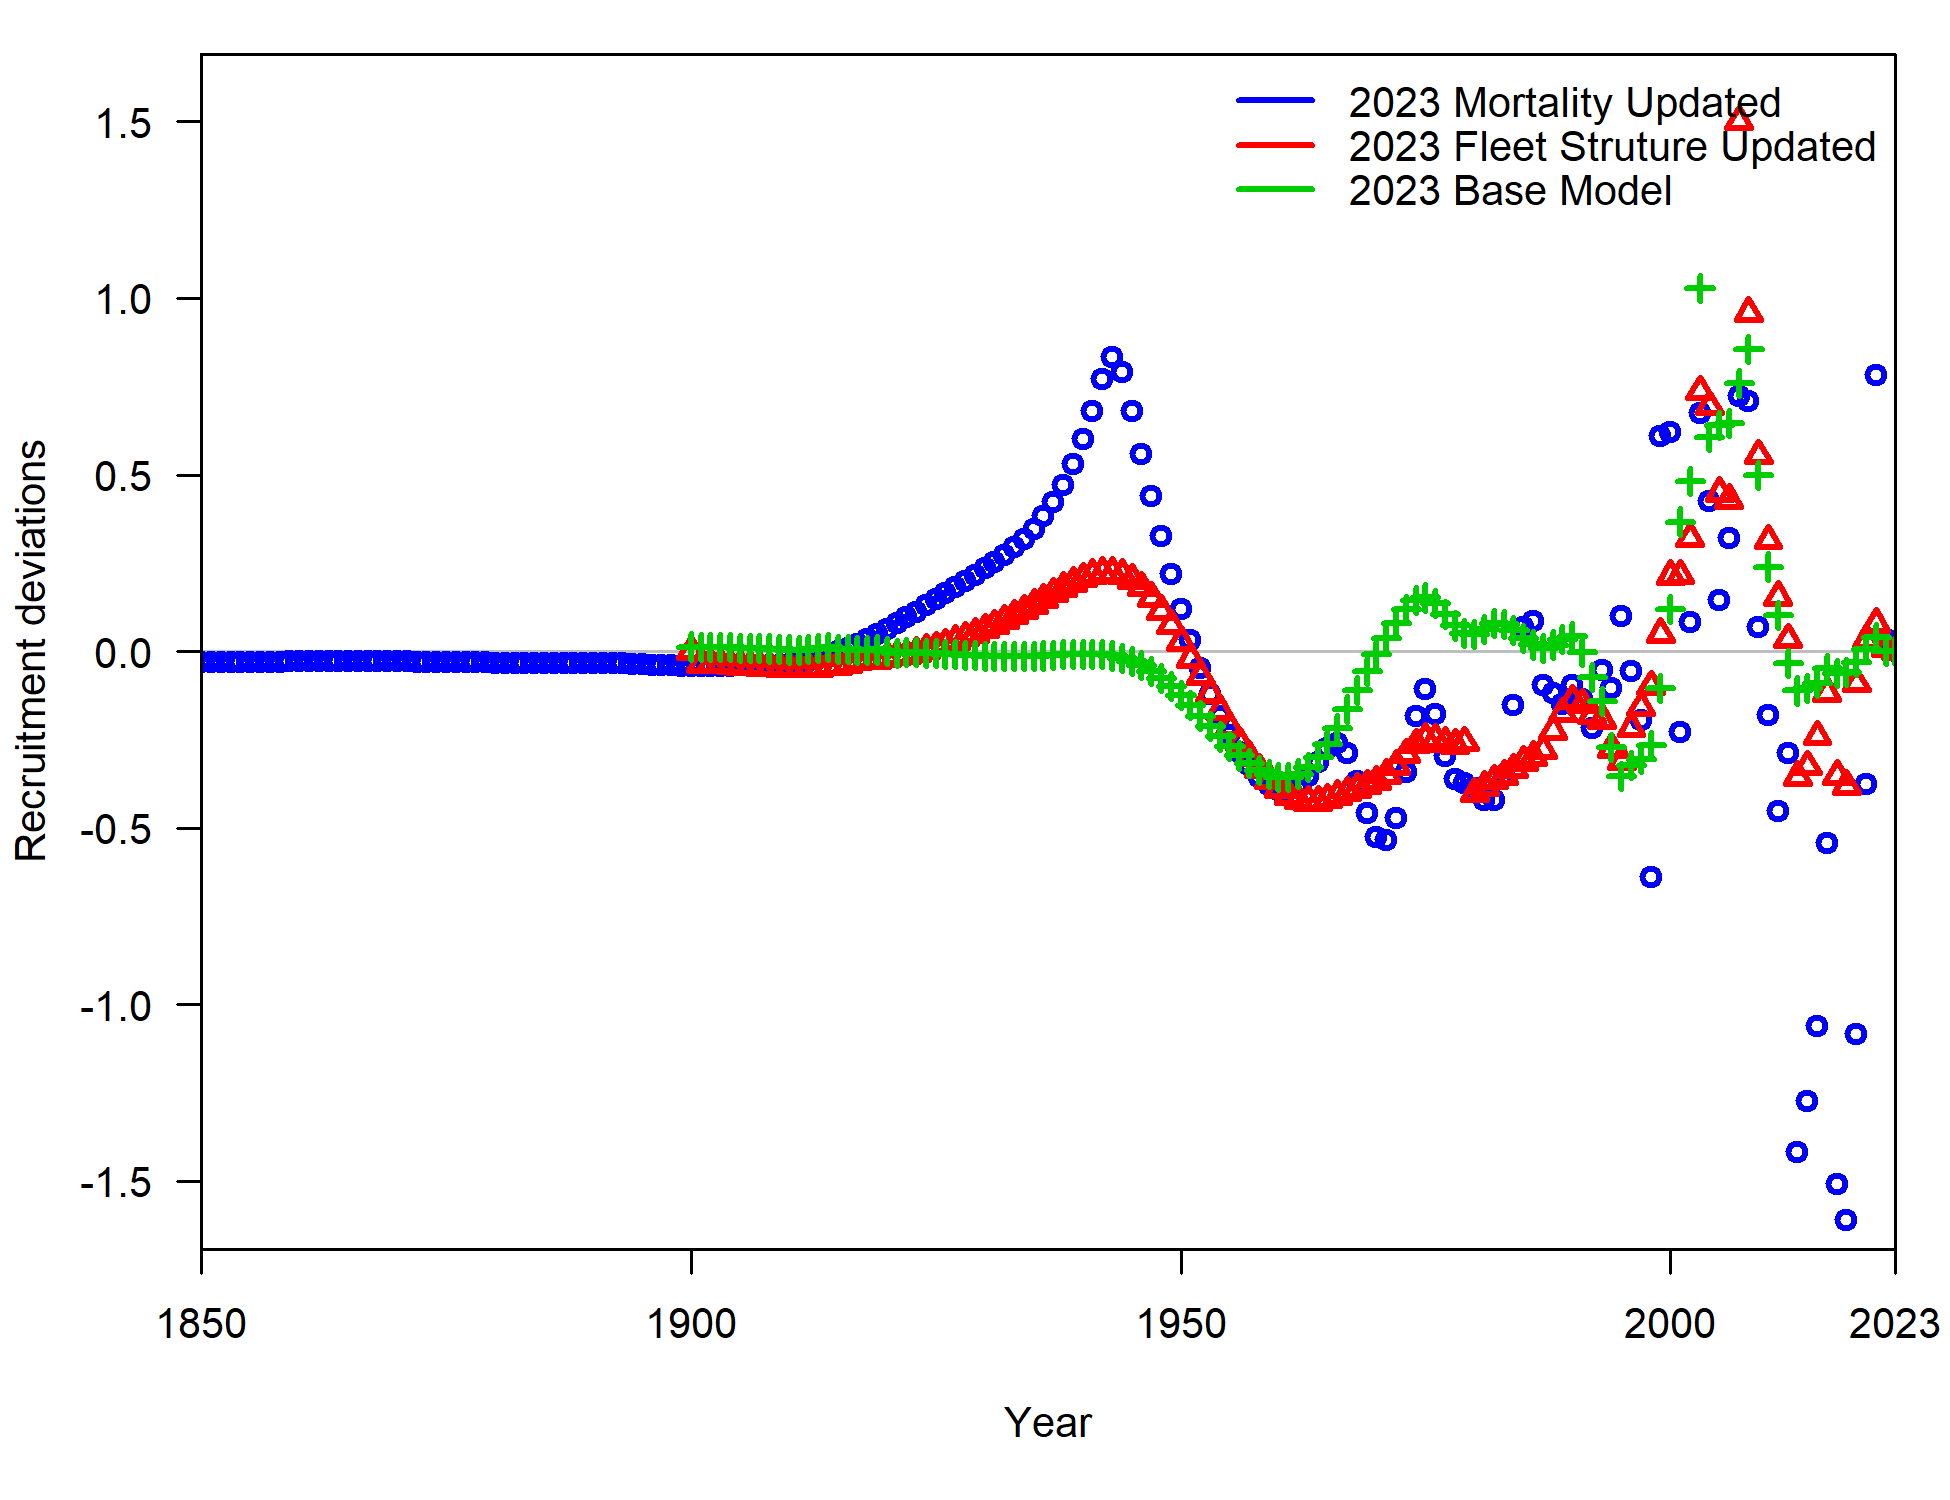 2023 Mortality Updated
2023 Fleet Struture Updated
2023 Base Model
1.5
1.0
0.5
0.0
-0.5
-1.0
-1.5
Recruitment deviations
1850 1900 1950 2000 2023
Year